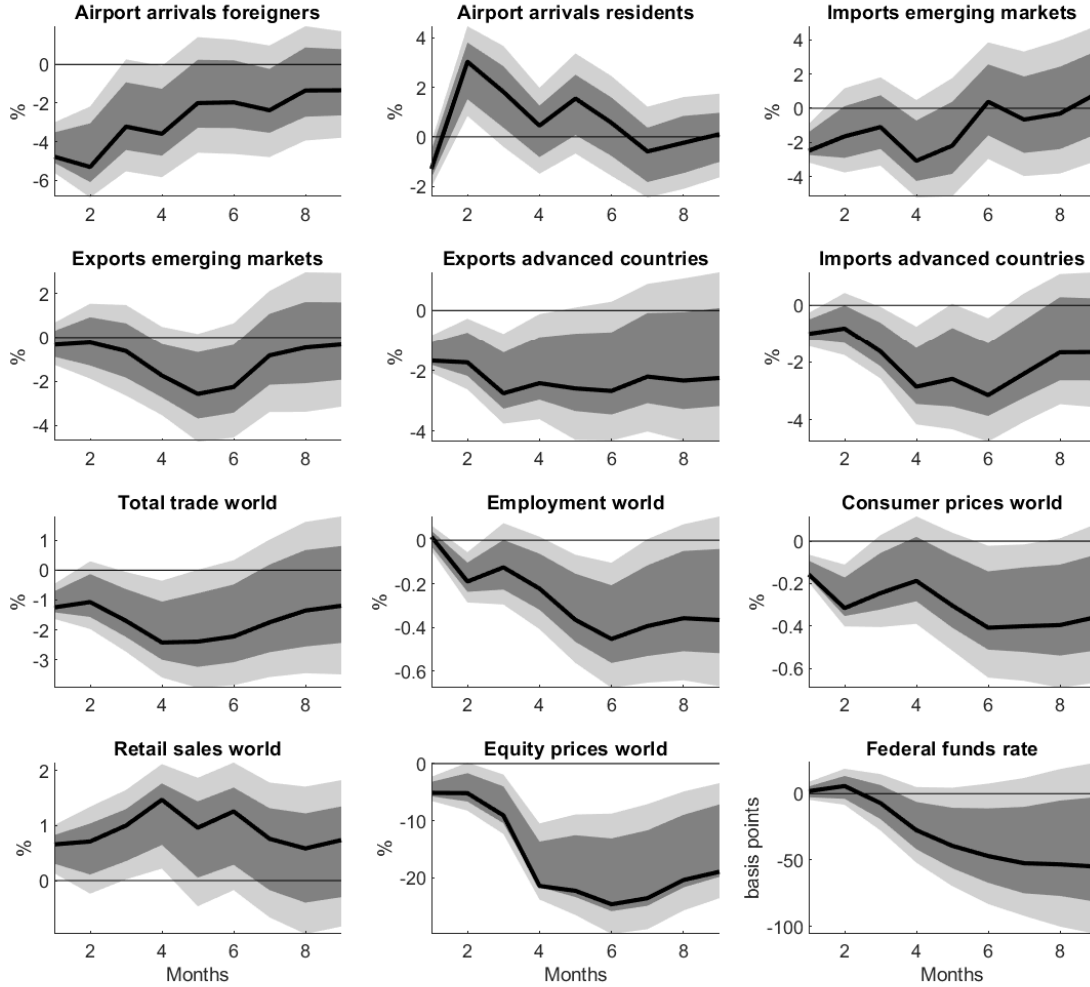 Airport arrivals foreigners
%
0
-2
-4
-6
2 4 6 8
Airport arrivals residents
%
4
2
0
-2
2 4 6 8
Imports emerging markets
%
4
2
0
-2
-4
2 4 6 8
Exports emerging markets
%
2
0
-2
-4
2 4 6 8
Exports advanced countries
%
0
-2
-4
2 4 6 8
Imports advanced countries
%
0
-2
-4
2 4 6 8
Total trade world
%
1
0
-1
-2
-3
2 4 6 8
Employment world
%
0
-0.2
-0.4
-0.6
2 4 6 8
Consumer prices world
%
0
-0.2
-0.4
-0.6
2 4 6 8
Retail sales world
%
2
1
0
2 4 6 8
Months
Equity prices world
%
0
-10
-20
2 4 6 8
Months
Federal funds rate
basis points
0
-50
-100
2 4 6 8
Months